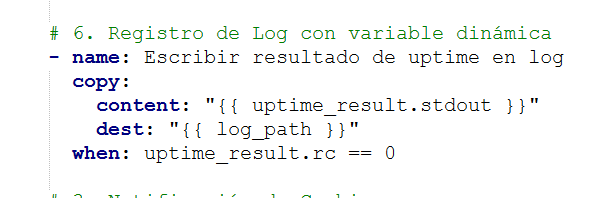 # 6. Registro de Log con variable dinámica
- name: Escribir resultado de uptime en log
copy:
content: "{{ uptime_result.stdout }}"
dest: "{{ log_path }}"
when: uptime_result.rc == 0